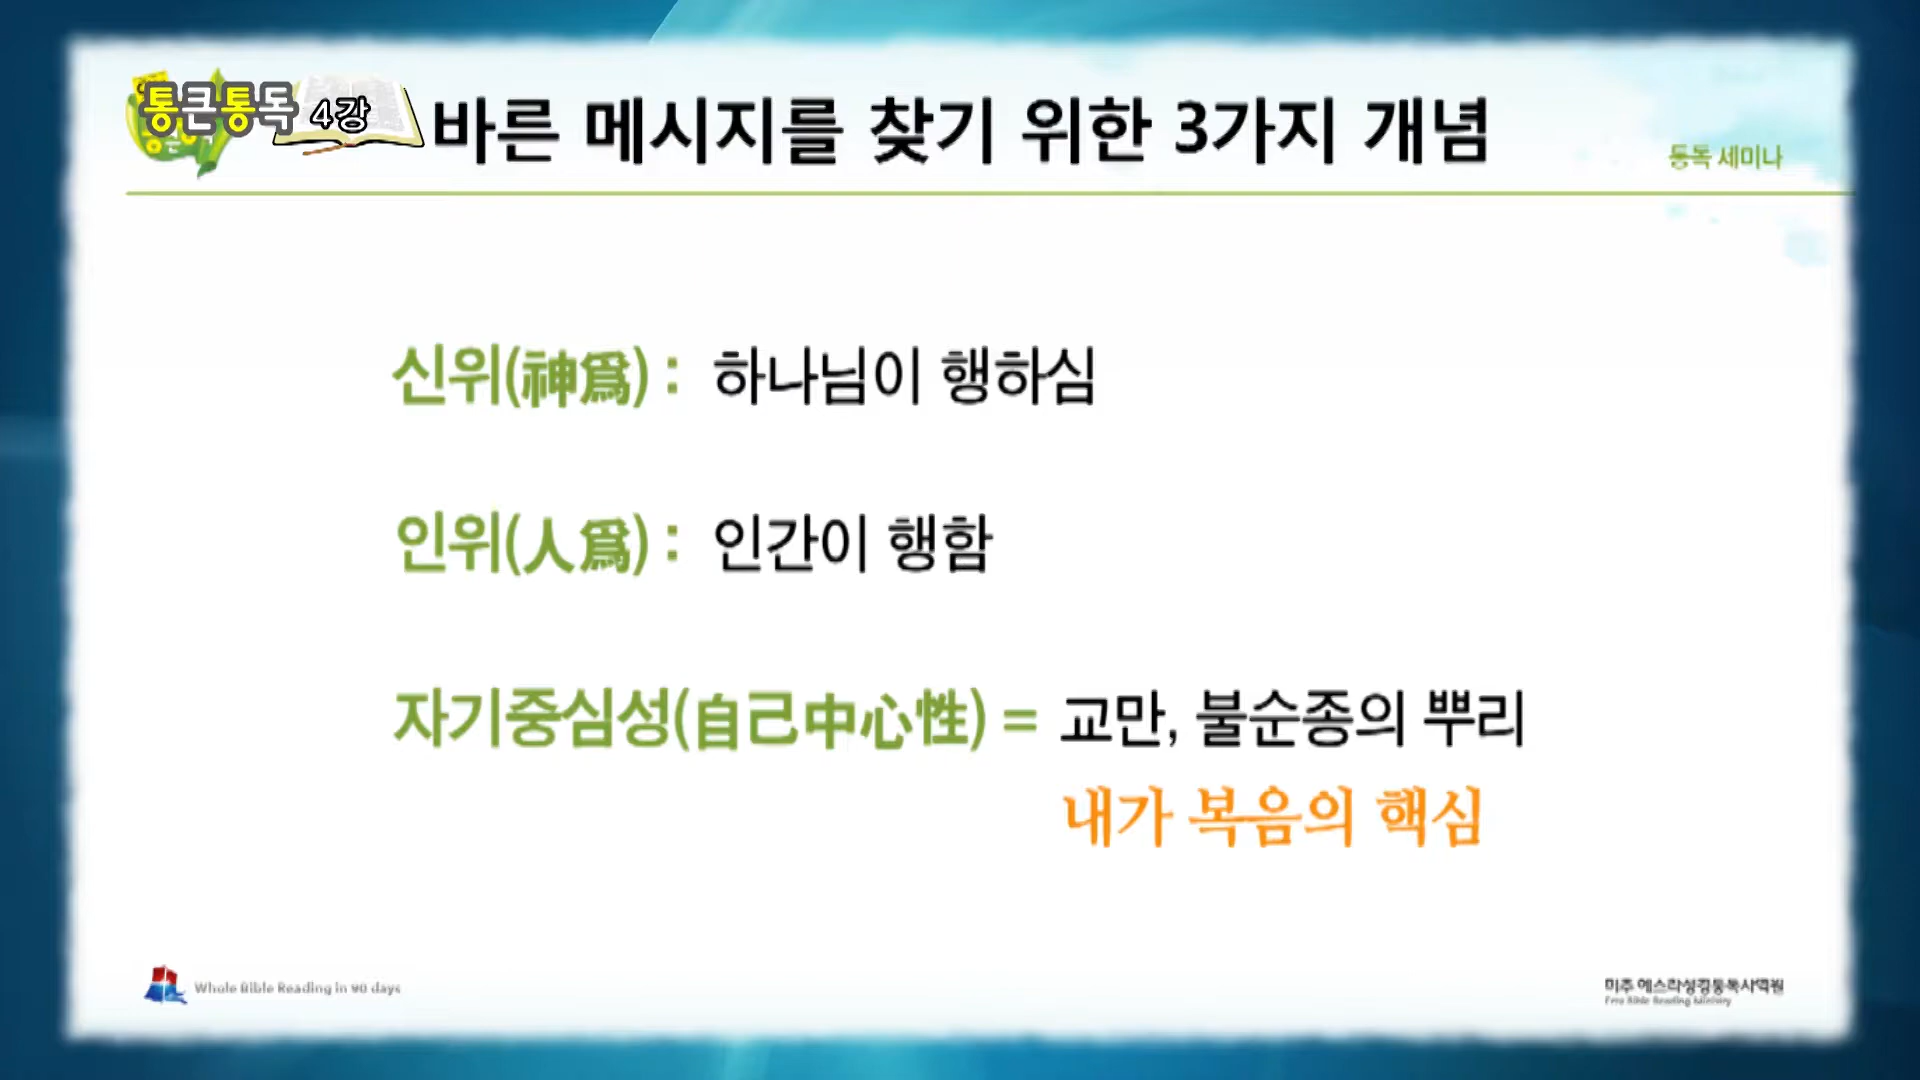 통큰통독 4강
바른 메시지를 찾기 위한 3가지 개념
통독 세미나
신위(神爲) : 하나님이 행하심
인위(人爲) : 인간이 행함
자기중심성(自己中心性) = 교만, 불순종의 뿌리
내가 복음의 핵심
Whole Bible Reading in 90 days
미주 에스라성경통독사역원
Bible Reading Ministry